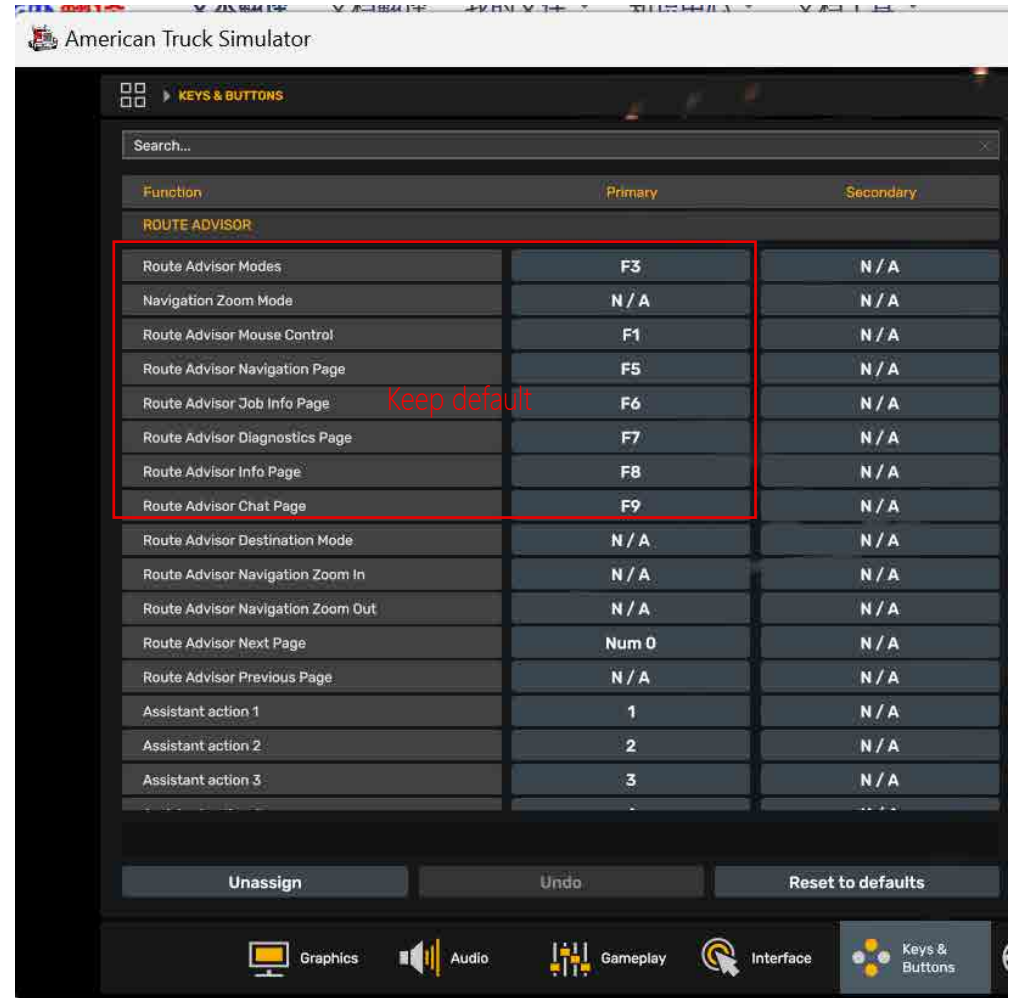 American Truck Simulator
KEYS & BUTTONS
Search...
Function Primary Secondary
ROUTE ADVISOR
Route Advisor Modes F3 N / A
Navigation Zoom Mode N / A N / A
Route Advisor Mouse Control F1 N / A
Route Advisor Navigation Page F5 N / A
Route Advisor Job Info Page Keep default F6 N / A
Route Advisor Diagnostics Page F7 N / A
Route Advisor Info Page F8 N / A
Route Advisor Chat Page F9 N / A
Route Advisor Destination Mode N / A N / A
Route Advisor Navigation Zoom In N / A N / A
Route Advisor Navigation Zoom Out N / A N / A
Route Advisor Next Page Num 0 N / A
Route Advisor Previous Page N / A N / A
Assistant action 1 1 N / A
Assistant action 2 2 N / A
Assistant action 3 3 N / A
Unassign Undo Reset to defaults
Graphics Audio Gameplay Interface Keys &
Buttons